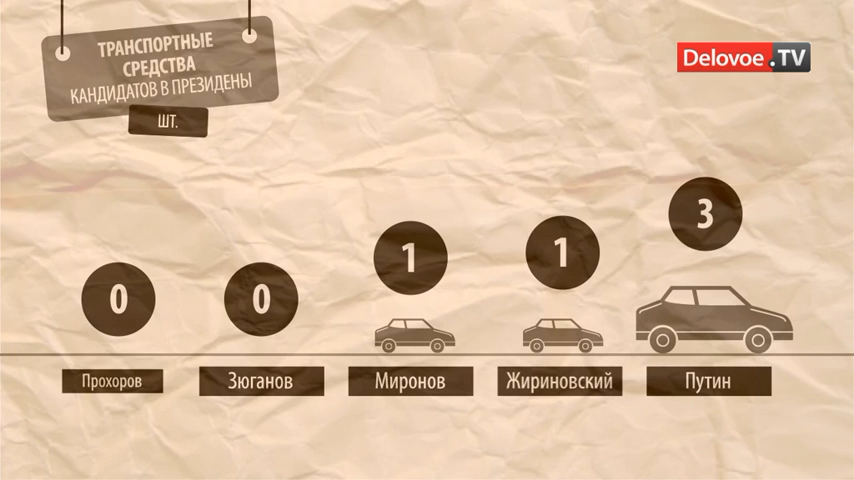 ТРАНСПОРТНЫЕ
СРЕДСТВА
КАНДИДАТОВ В ПРЕЗИДЕНЫ
ШТ.
Delovoe.TV
0
0
1
1
3
Прохоров
Зюганов
Миронов
Жириновский
Путин